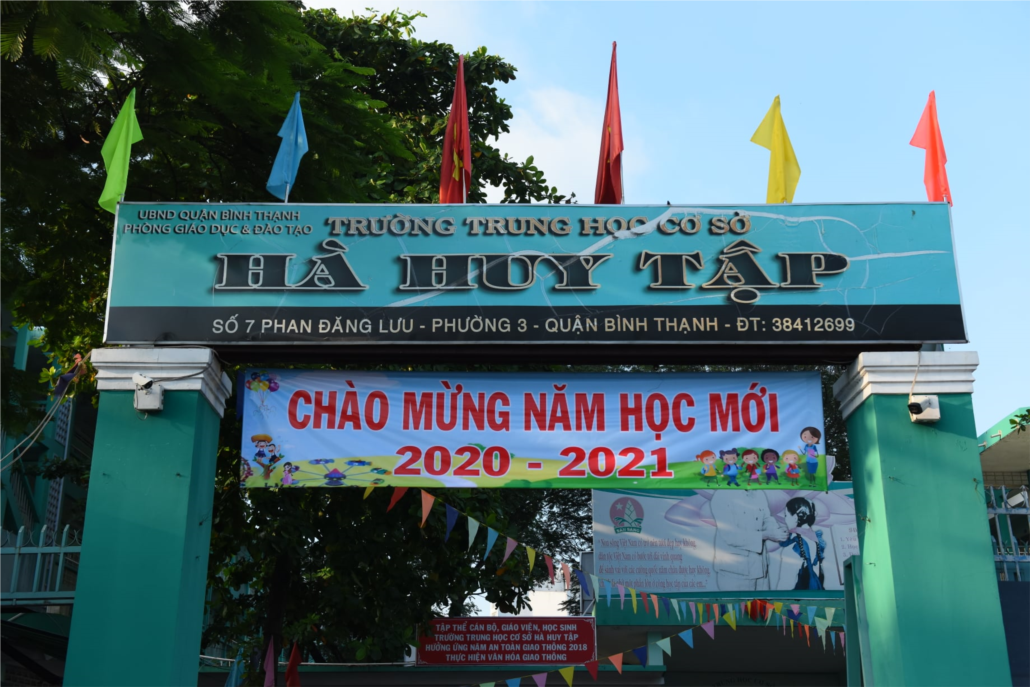 UBND QUẬN BÌNH THẠNH
PHÒNG GIÁO DỤC & ĐÀO TẠO
TRƯỜNG TRUNG HỌC CƠ SỞ
HÀ HUY TẬP
SỐ 7 PHAN ĐĂNG LƯU - PHƯỜNG 3 - QUẬN BÌNH THẠNH - ĐT: 38412699
CHÀO MỪNG NĂM HỌC MỚI
2020 - 2021
TẬP THỂ CÁN BỘ, GIÁO VIÊN, HỌC SINH
TRƯỜNG TRUNG HỌC CƠ SỞ HÀ HUY TẬP
HƯỞNG ỨNG NĂM AN TOÀN GIAO THÔNG 2018
THỰC HIỆN VĂN HÓA GIAO THÔNG